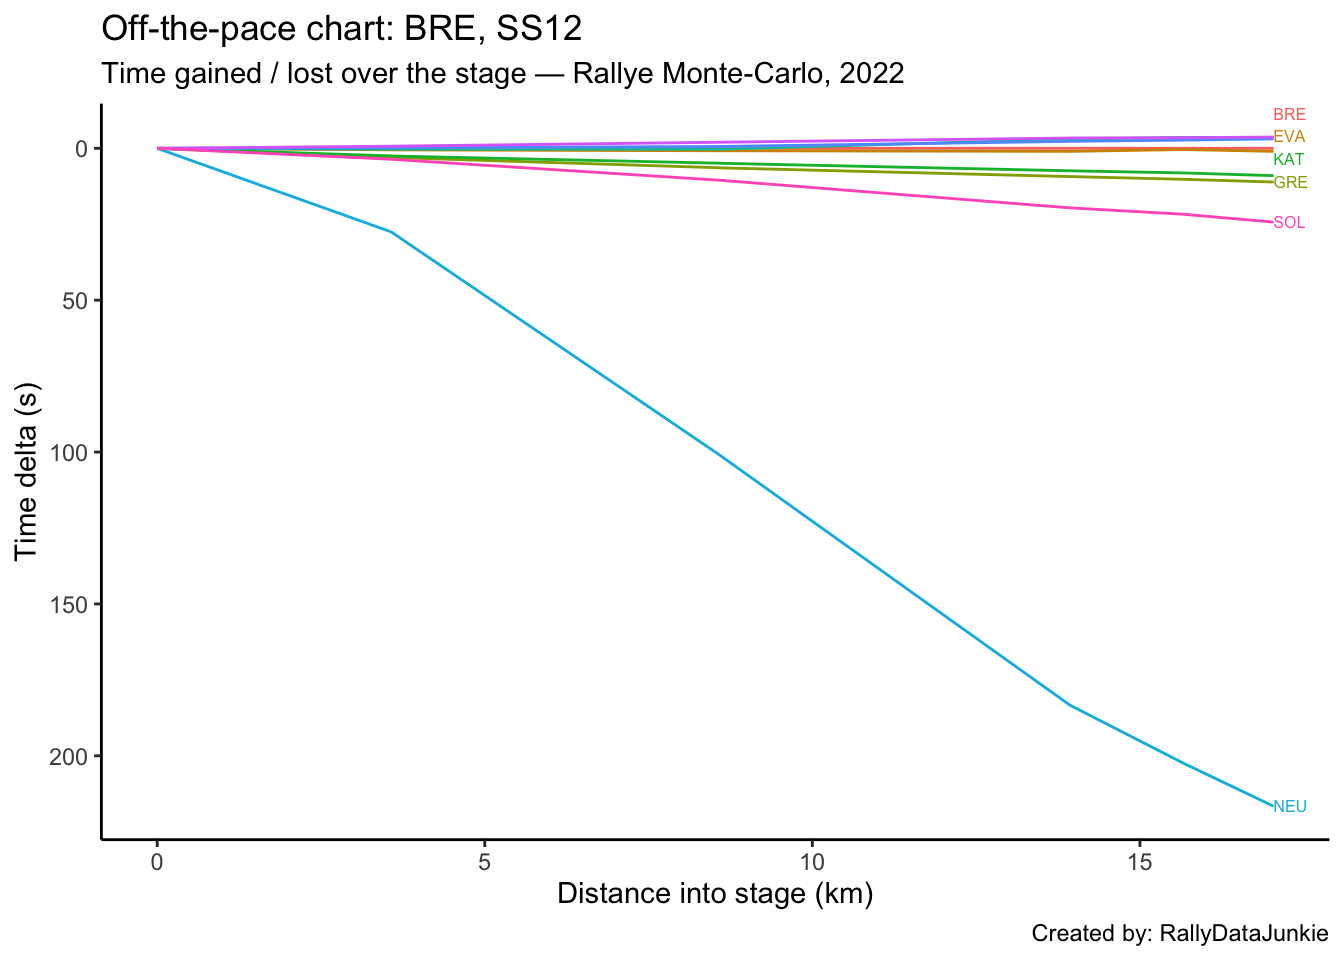 Off-the-pace chart: BRE, SS12
Time gained / lost over the stage — Rallye Monte-Carlo, 2022
BRE
EVA
KAT
GRE
SOL
NEU
0
50
100
150
200
Time delta (s)
0
5
10
15
Distance into stage (km)
Created by: RallyDataJunkie